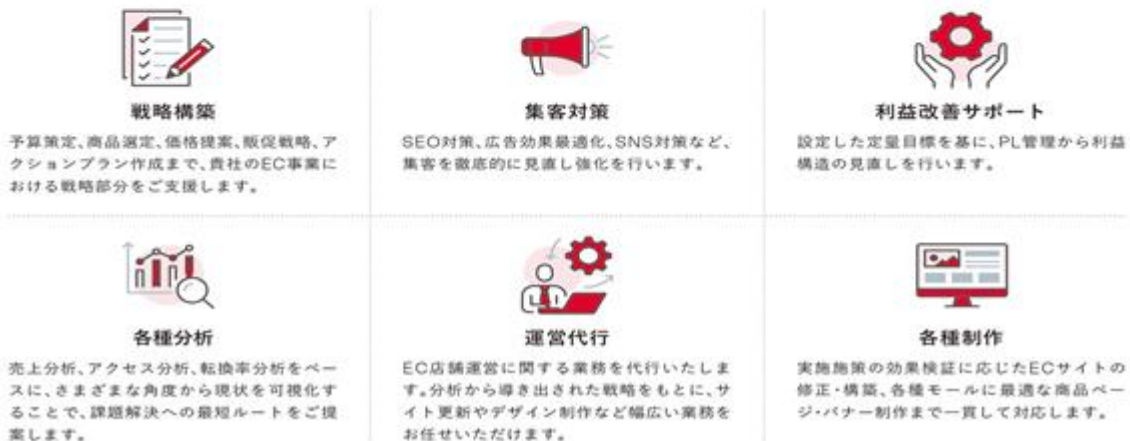 戦略構築
予算策定、商品選定、価格提案、販促戦略、ア
クションプラン作成まで、貴社のEC事業に
おける戦略部分をご支援します。
集客対策
SEO対策、広告効果最適化、SNS対策など、
集客を徹底的に見直し強化を行います。
利益改善サポート
設定した定量目標を基に、PL管理から利益
構造の見直しを行います。
各種分析
売上分析、アクセス分析、転換率分析をベー
スに、さまざまな角度から現状を可視化す
ることで、課題解決への最短ルートをご提
案します。
運営代行
EC店舗運営に関する業務を代行いたしま
す。分析から導き出された戦略をもとに、サ
イト更新やデザイン制作など幅広い業務を
お任せいただけます。
各種制作
実施施策の効果検証に応じたECサイトの
修正・構築、各種モールに最適な商品ペー
ジ・バナー制作まで一貫して対応します。